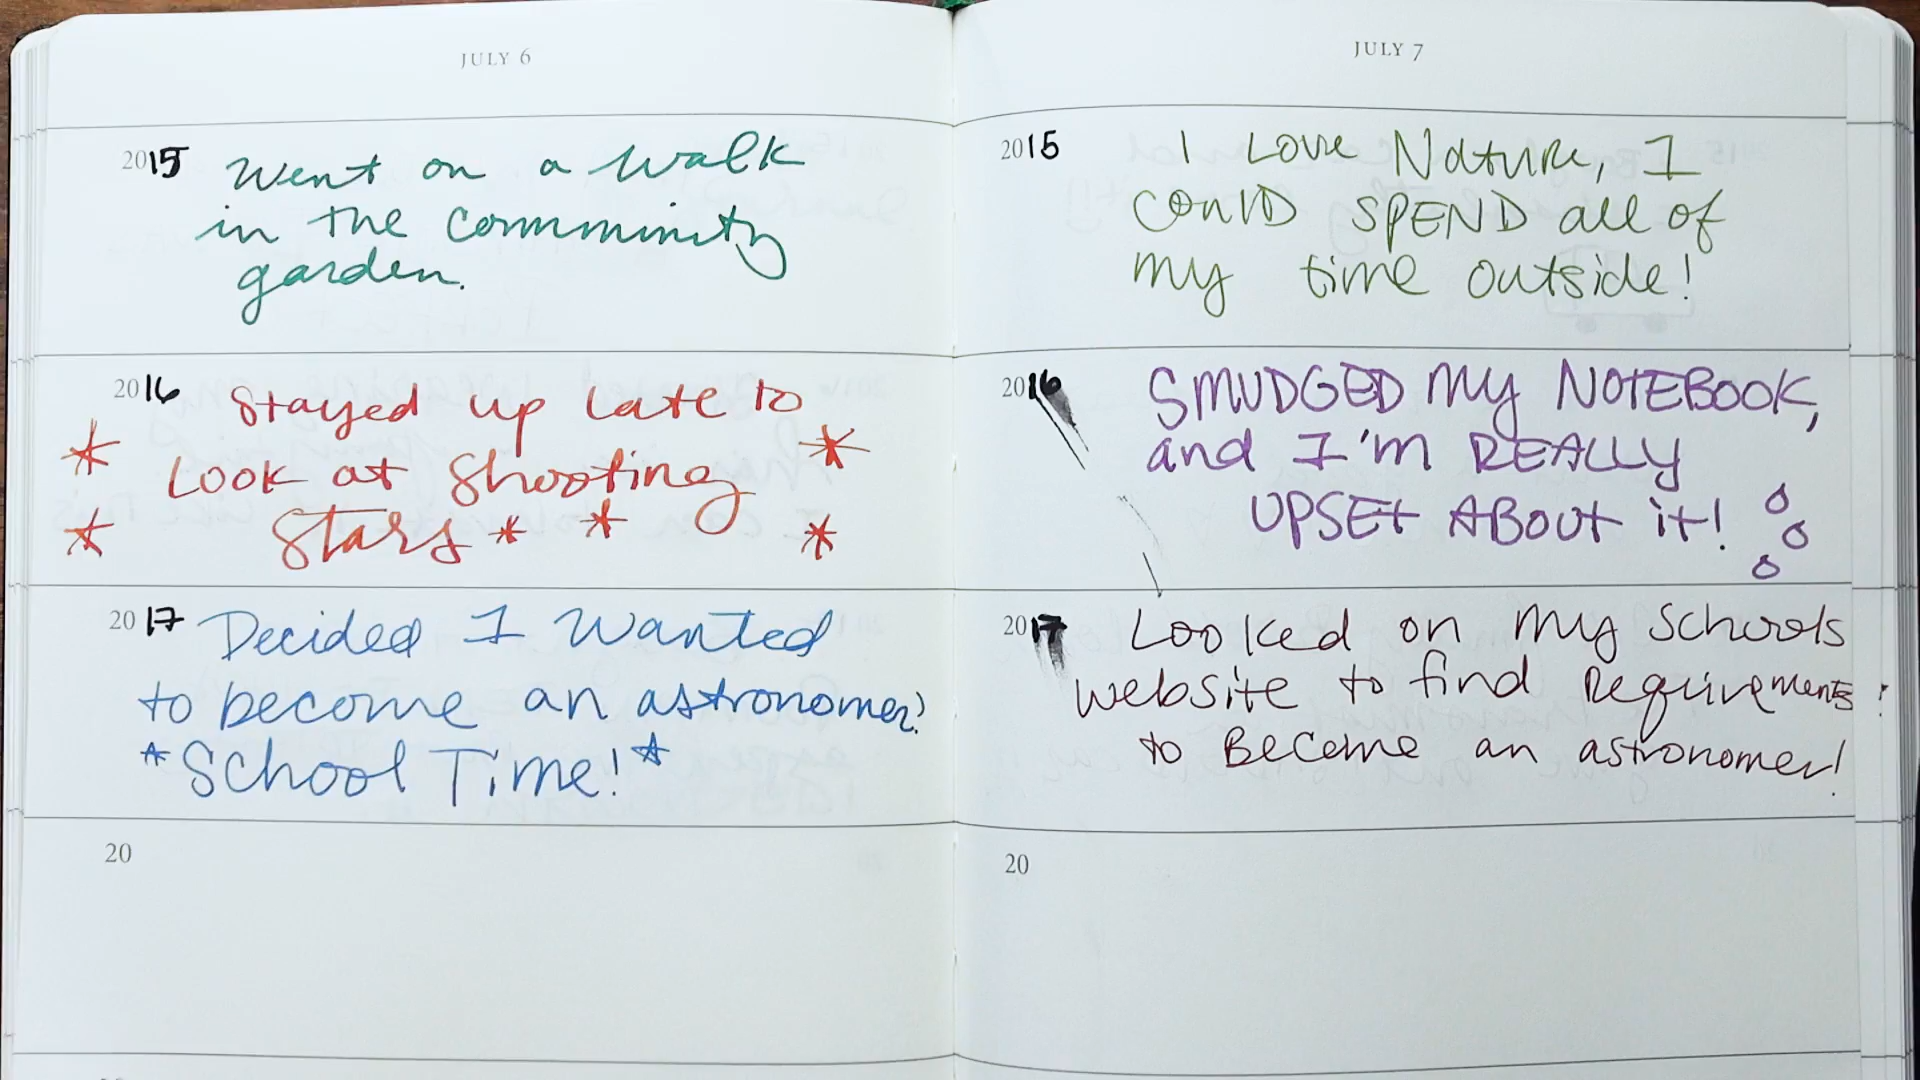 JULY 6
2015 Went on a walk
in the comminity
garden.
2016 Stayed up late to
Look at Shooting
Stars
2017 Decided I Wanted
to become an astronomer?
School Time!
20
20
JULY 7
2015 I Love Nature, I
COULD SPEND all of
my time outside!
2016 SMUDGED My NOTEBOOK,
and I'm REALLY
UPSET ABOUT it!
2017 Looked on my Schools
website to find Requirements
to Become an astronomer!
20